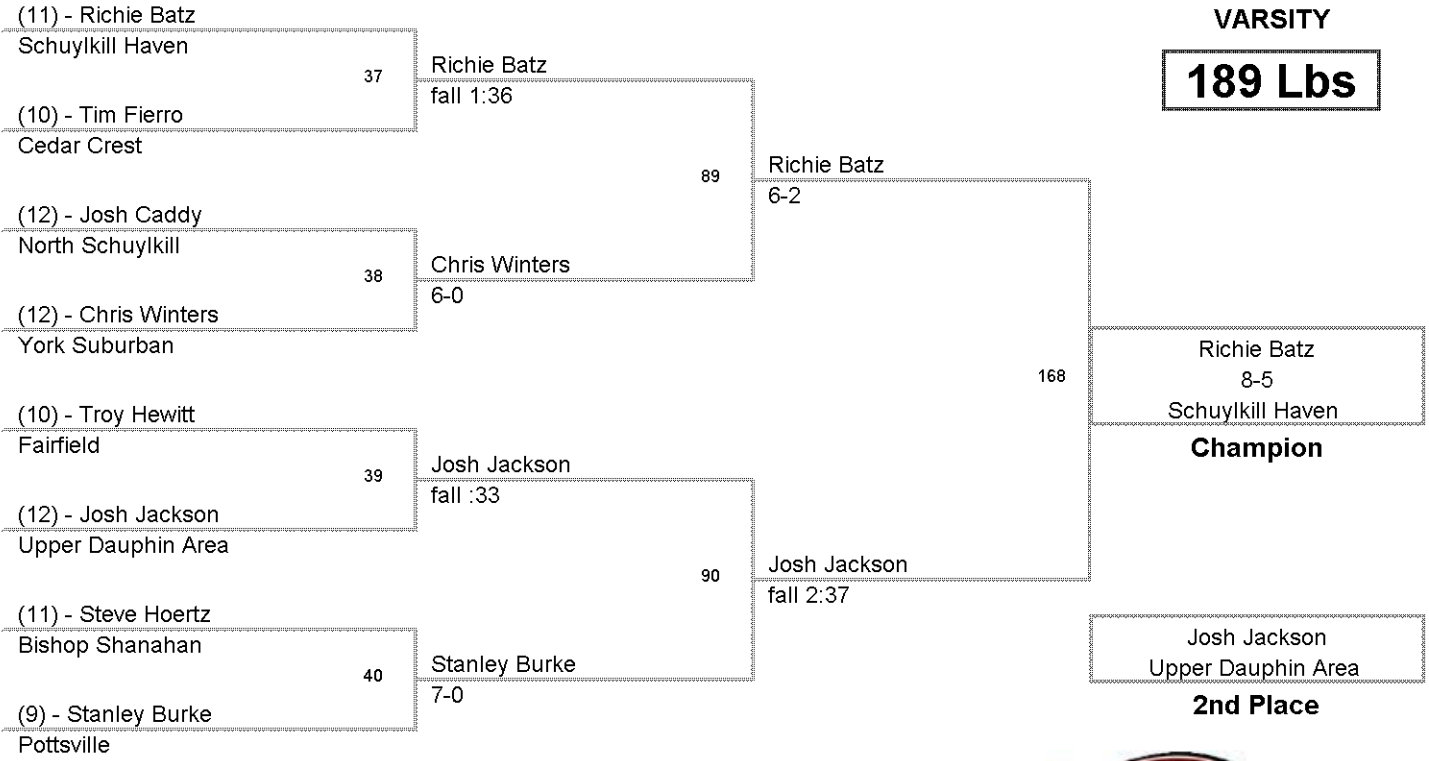 (11) - Richie Batz
Schuylkill Haven
37
(10) - Tim Fierro
Cedar Crest
(12) - Josh Caddy
North Schuylkill
38
(12) - Chris Winters
York Suburban
(10) - Troy Hewitt
Fairfield
39
(12) - Josh Jackson
Upper Dauphin Area
(11) - Steve Hoertz
Bishop Shanahan
40
(9) - Stanley Burke
Pottsville
Richie Batz
fall 1:36
89
Chris Winters
6-0
Josh Jackson
fall :33
90
Stanley Burke
7-0
Richie Batz
6-2
168
Josh Jackson
fall 2:37
VARSITY
189 Lbs
Richie Batz
8-5
Schuylkill Haven
Champion
Josh Jackson
Upper Dauphin Area
2nd Place